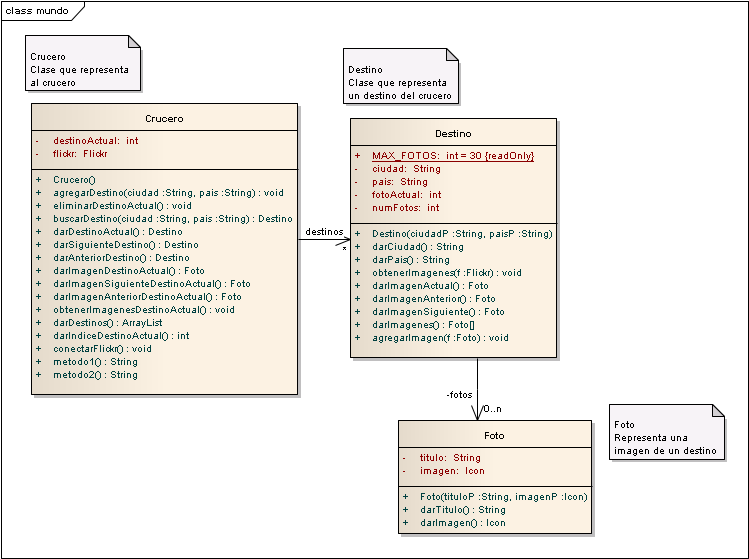 class mundo
Crucero
Clase que representa
al crucero
Destino
Clase que representa
un destino del crucero
Crucero
- destinoActual: int
- flickr: Flickr
+ Crucero()
+ agregarDestino(ciudad :String, pais :String) : void
+ eliminarDestinoActual() : void
+ buscarDestino(ciudad :String, pais :String) : Destino
+ darDestinoActual() : Destino
+ darSiguienteDestino() : Destino
+ darAnteriorDestino() : Destino
+ darImagenDestinoActual() : Foto
+ darImagenSiguienteDestinoActual() : Foto
+ darImagenAnteriorDestinoActual() : Foto
+ obtenerImagenesDestinoActual() : void
+ darDestinos() : ArrayList
+ darIndiceDestinoActual() : int
+ conectarFlickr() : void
+ metodo1() : String
+ metodo2() : String
destinos
*
Destino
+ MAX_FOTOS: int = 30 {readOnly}
- ciudad: String
- pais: String
- fotoActual: int
- numFotos: int
+ Destino(ciudadP :String, paisP :String)
+ darCiudad() : String
+ darPais() : String
+ obtenerImagenes(f :Flickr) : void
+ darImagenActual() : Foto
+ darImagenAnterior() : Foto
+ darImagenSiguiente() : Foto
+ darImagenes() : Foto[]
+ agregarImagen(f :Foto) : void
-fotos
0..n
Foto
- titulo: String
- imagen: Icon
+ Foto(tituloP :String, imagenP :Icon)
+ darTitulo() : String
+ darImagen() : Icon
Foto
Representa una
imagen de un destino